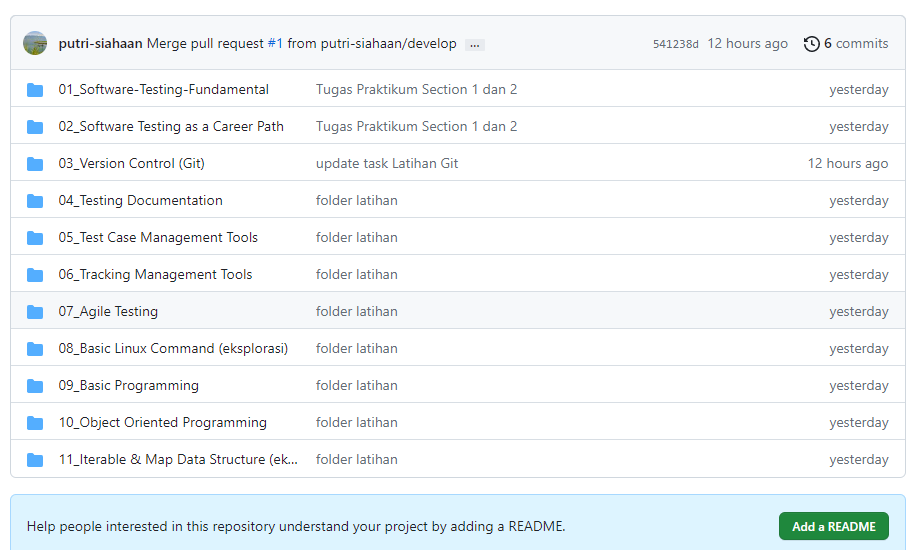 putri-siahaan Merge pull request #1 from putri-siahaan/develop ... 541238d 12 hours ago 6 commits
01_Software-Testing-Fundamental Tugas Praktikum Section 1 dan 2 yesterday
02_Software Testing as a Career Path Tugas Praktikum Section 1 dan 2 yesterday
03_Version Control (Git) update task Latihan Git 12 hours ago
04_Testing Documentation folder latihan yesterday
05_Test Case Management Tools folder latihan yesterday
06_Tracking Management Tools folder latihan yesterday
07_Agile Testing folder latihan yesterday
08_Basic Linux Command (eksplorasi) folder latihan yesterday
09_Basic Programming folder latihan yesterday
10_Object Oriented Programming folder latihan yesterday
11_Iterable & Map Data Structure (ek... folder latihan yesterday
Help people interested in this repository understand your project by adding a README. Add a README